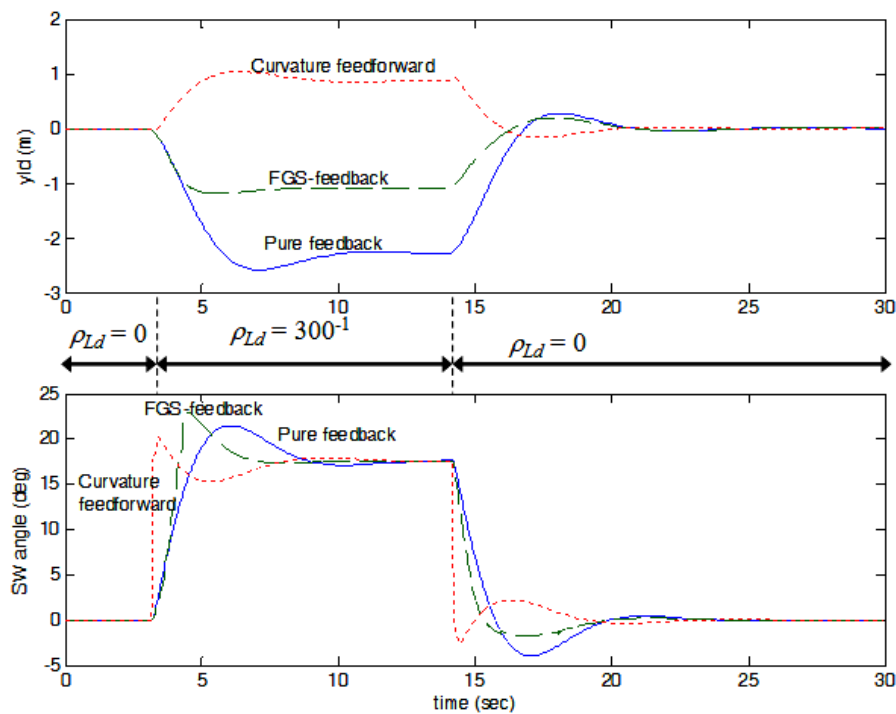 2
1
0
-1
-2
-3
yld (m)
Curvature feedforward
FGS-feedback
Pure feedback
0
5
10
15
20
25
30
ρLd = 0
ρLd = 300-1
ρLd = 0
25
20
15
10
5
0
-5
SW angle (deg)
FGS-feedback
Pure feedback
Curvature
feedforward
0
5
10
15
20
25
30
time (sec)